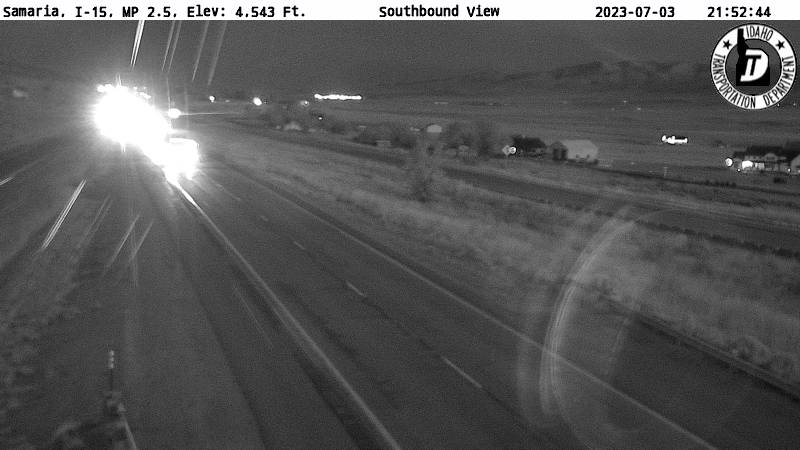 Samaria, I-15, MP 2.5, Elev: 4,543 Ft. Southbound View 2023-07-03 21:52:44
IDAHO
TRANSPORTATION DEPARTMENT